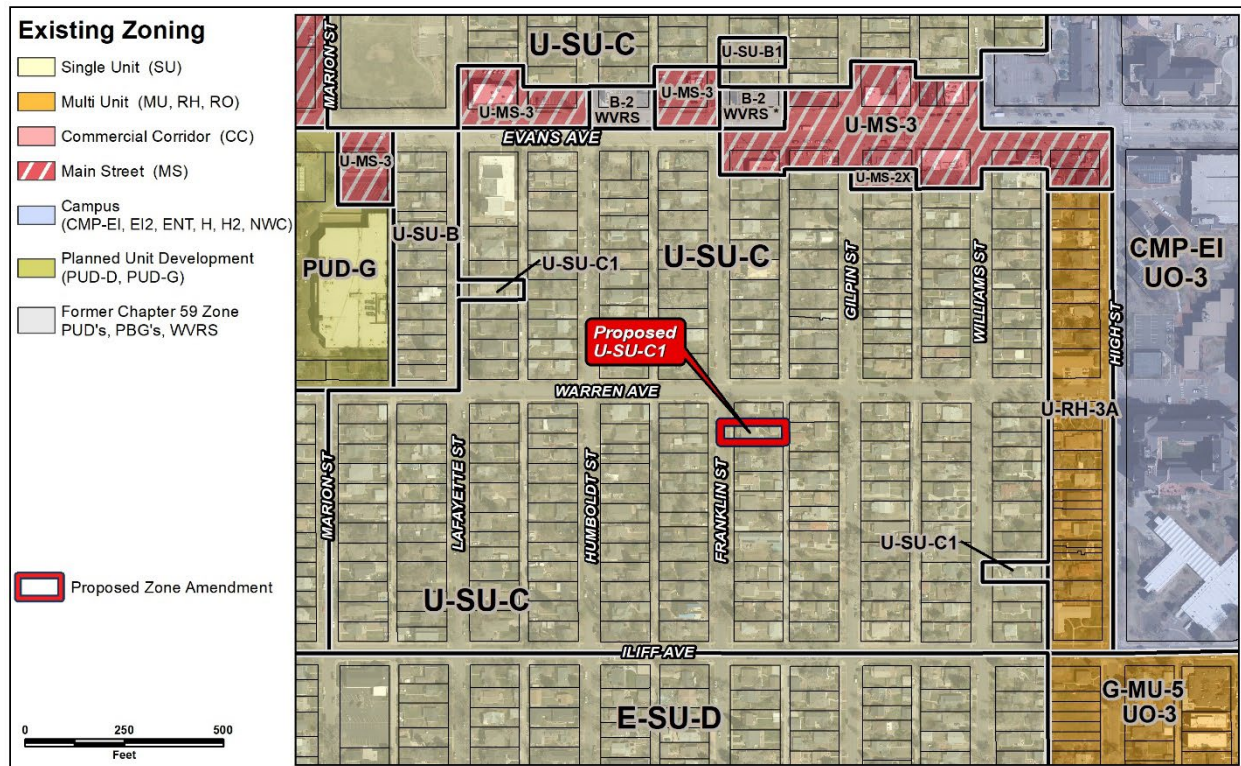 Existing Zoning
Single Unit (SU)
Multi Unit (MU, RH, RO)
Commercial Corridor (CC)
Main Street (MS)
Campus
(CMP-EI, EI2, ENT, H, H2, NWC)
Planned Unit Development
(PUD-D, PUD-G)
Former Chapter 59 Zone
PUD's, PBG's, WVRS
Proposed Zone Amendment
0 250 500
Feet
MARION ST
U-SU-C
U-SU-B1
U-MS-3
B-2
WVRS
U-MS-3
B-2
WVRS *
U-MS-3
EVANS AVE
U-MS-3
U-MS-2X
U-SU-B
PUD-G
U-SU-C1
U-SU-C
GILPIN ST
WILLIAMS ST
HIGH ST
CMP-EI
UO-3
Proposed
U-SU-C1
WARREN AVE
U-RH-3A
MARION ST
LAFAYETTE ST
HUMBOLDT ST
FRANKLIN ST
U-SU-C1
U-SU-C
ILIFF AVE
E-SU-D
G-MU-5
UO-3